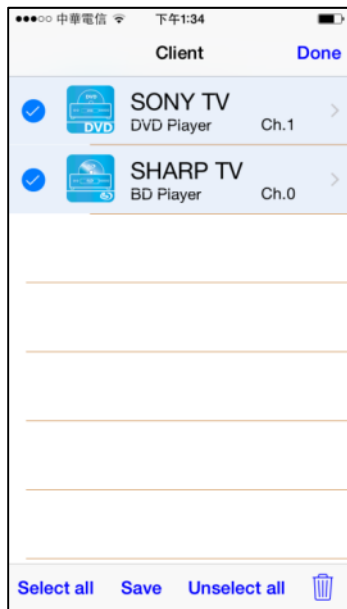 中華電信 下午1:34
Client Done
DVD
SONY TV
DVD Player Ch.1
SHARP TV
BD Player Ch.0
Select all Save Unselect all